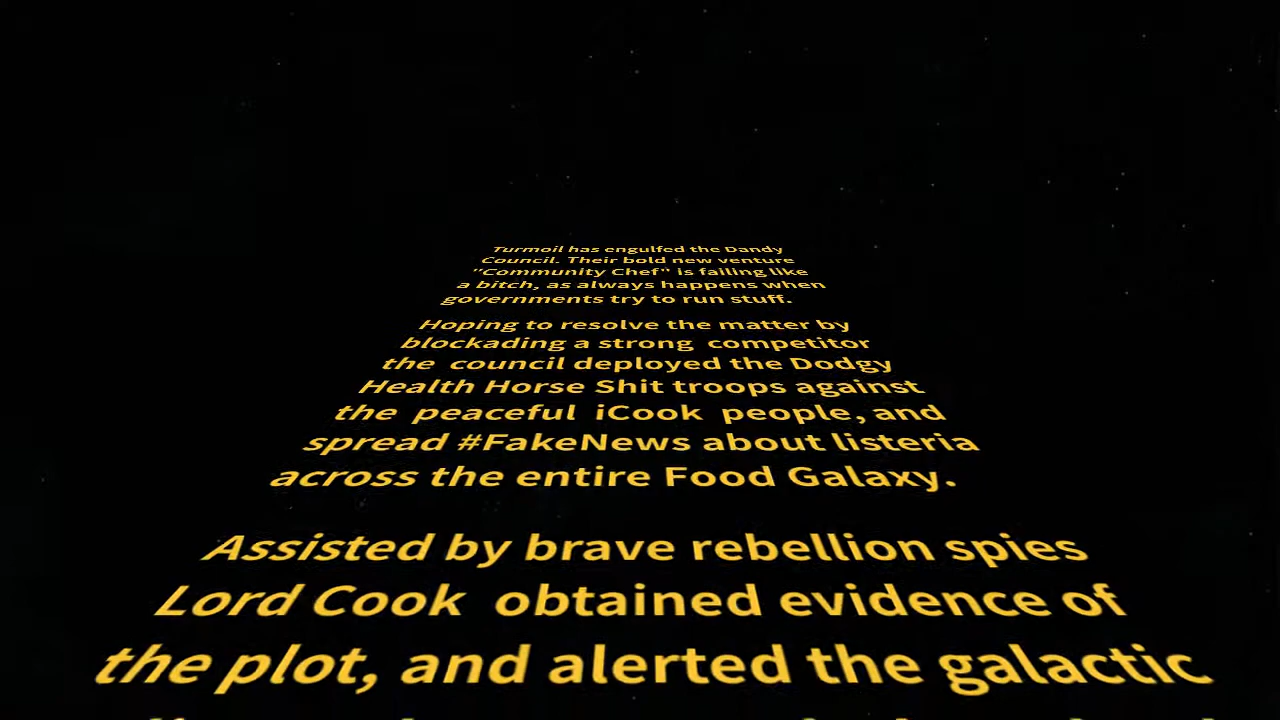 Turmoil has engulfed the Dandy
Council. Their bold new venture
"Community Chef" is failing like
a bitch, as always happens when
governments try to run stuff.
Hoping to resolve the matter by
blockading a strong competitor
the council deployed the Dodgy
Health Horse Shit troops against
the peaceful iCook people, and
spread #FakeNews about listeria
across the entire Food Galaxy.
Assisted by brave rebellion spies
Lord Cook obtained evidence of
the plot, and alerted the galactic